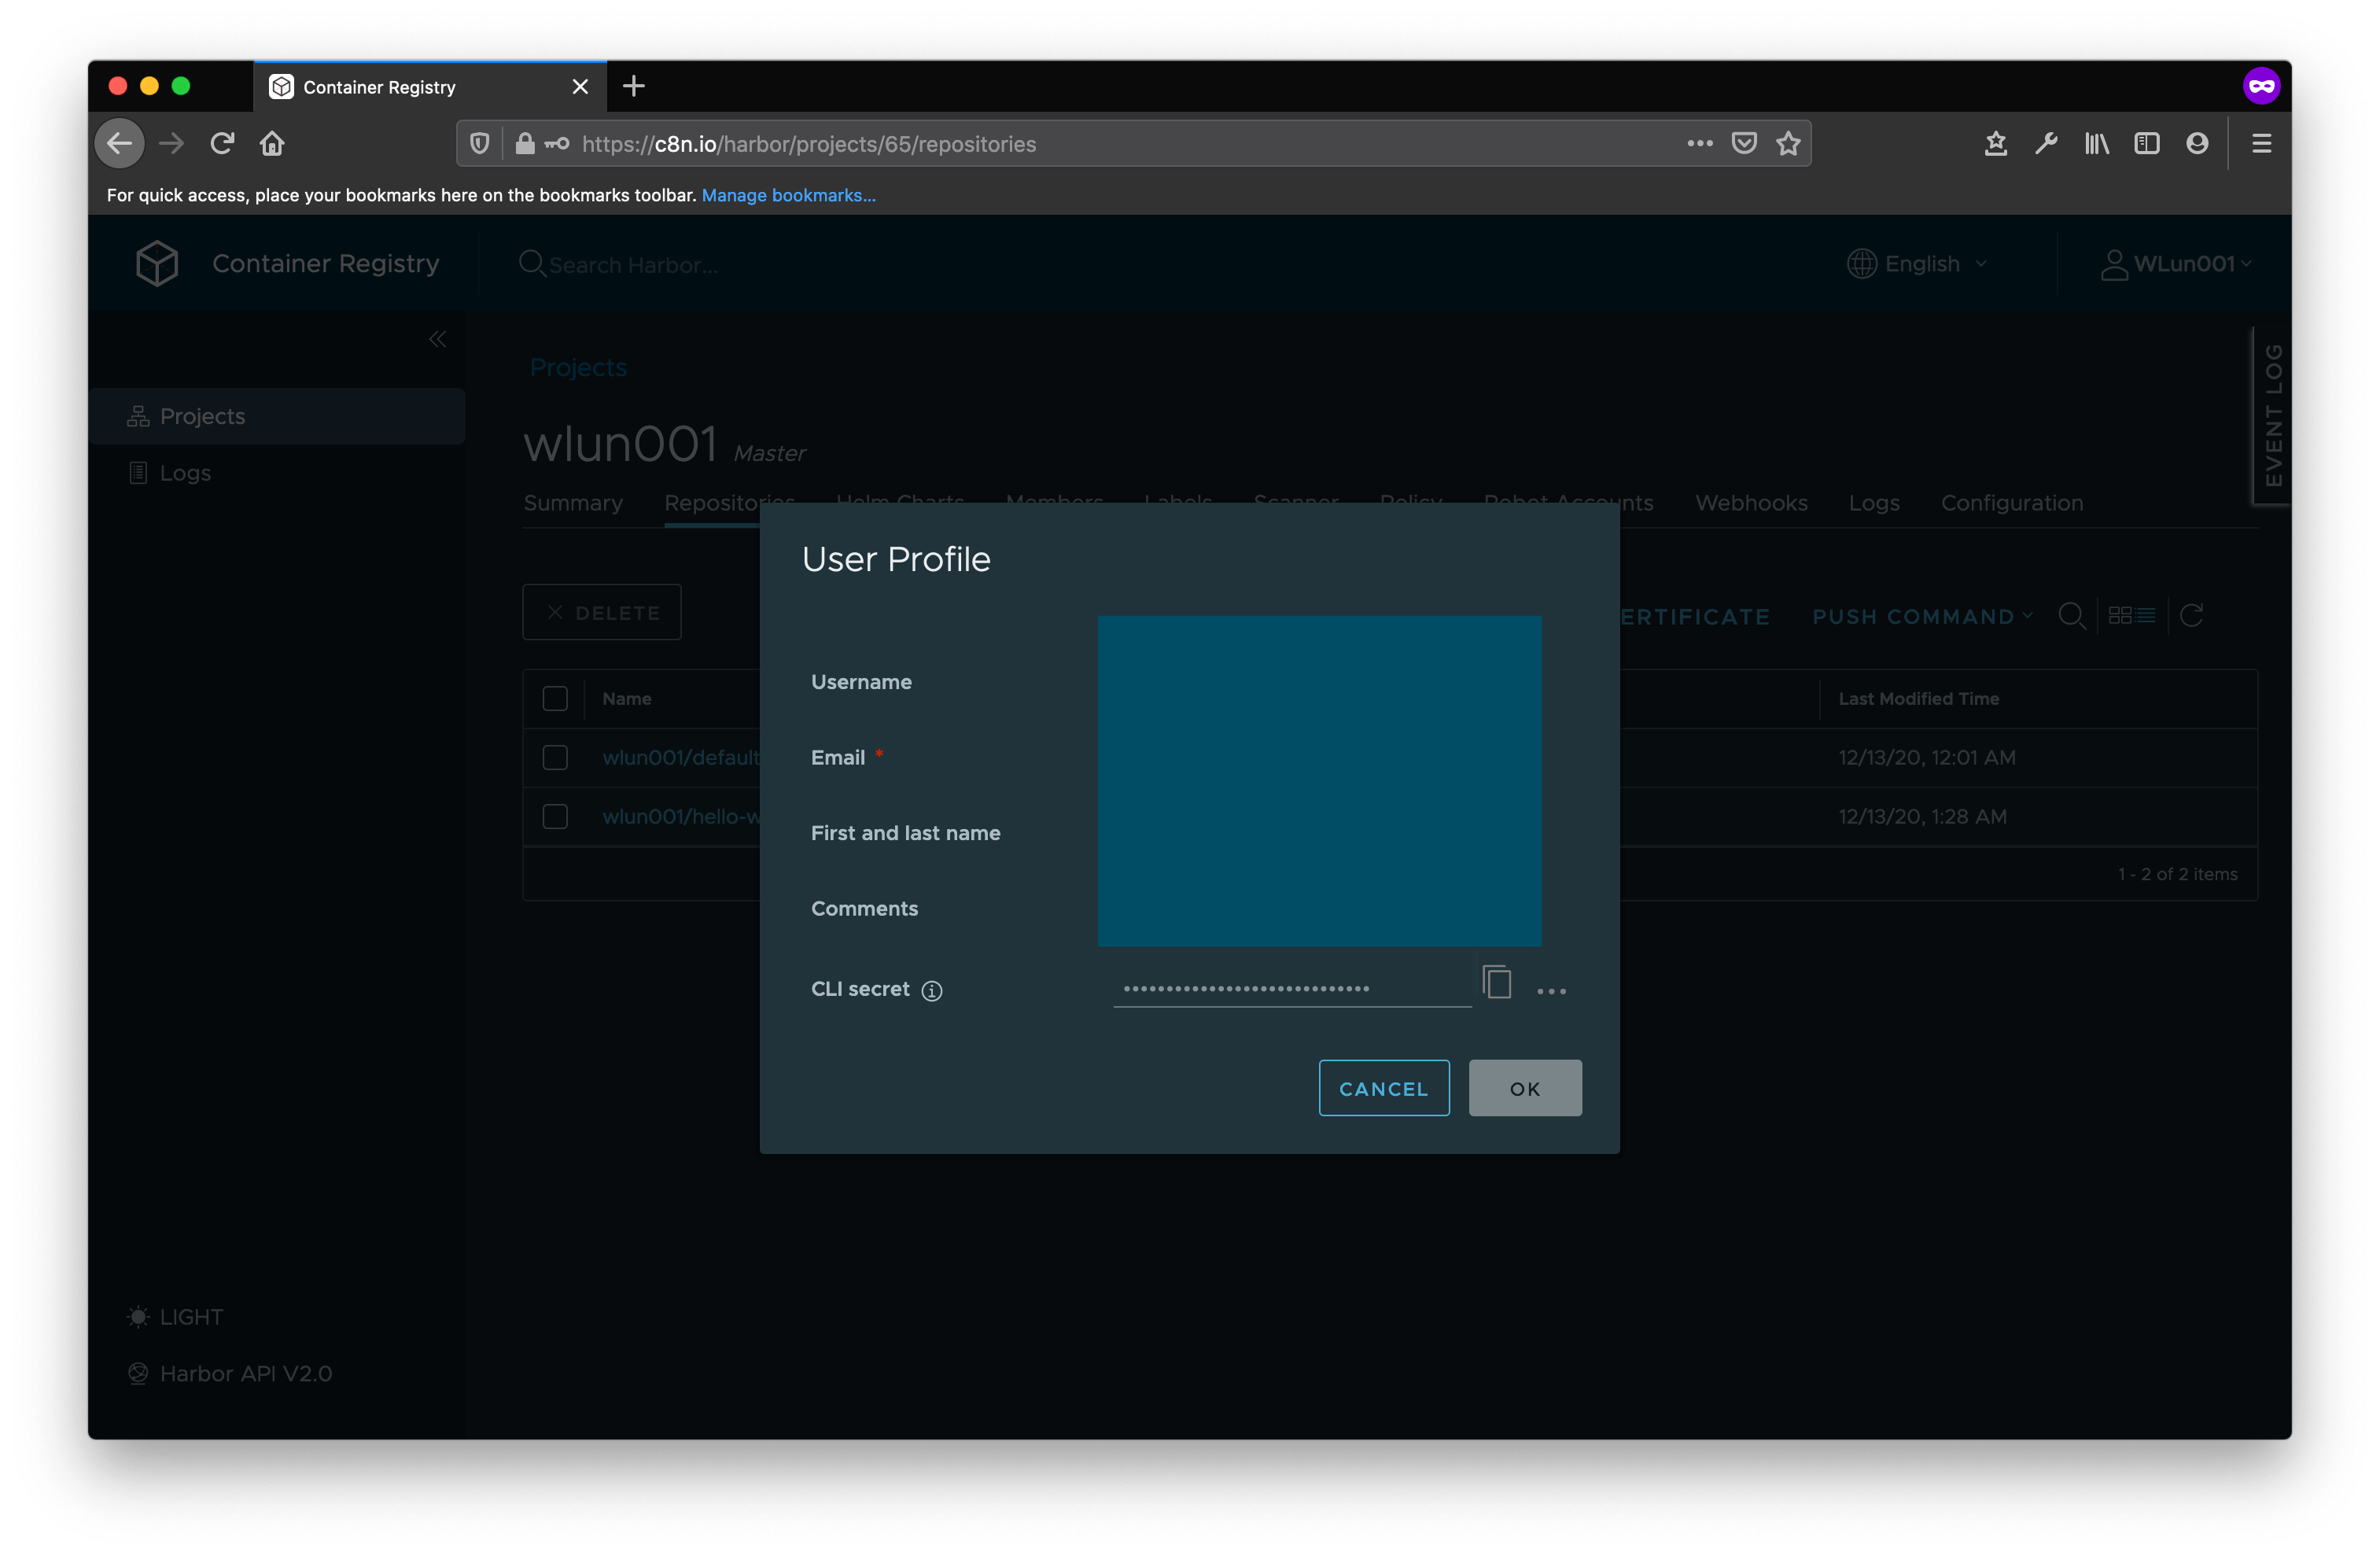 Container Registry
https://c8n.io/harbor/projects/65/repositories
For quick access, place your bookmarks here on the bookmarks toolbar. Manage bookmarks...
Container Registry
Search Harbor...
English
WLun001
Projects
Logs
LIGHT
Harbor API V2.0
EVENT LOG
Projects
wlun001 Master
Summary Repositories Helm Charts Members Labels Scanner Policy Robot Accounts Webhooks Logs Configuration
DELETE
PUSH COMMAND
Name
Last Modified Time
wlun001/default
12/13/20, 12:01 AM
12/13/20, 1:28 AM
1 - 2 of 2 items
User Profile
Username
Email *
First and last name
Comments
CLI secret
CANCEL
OK